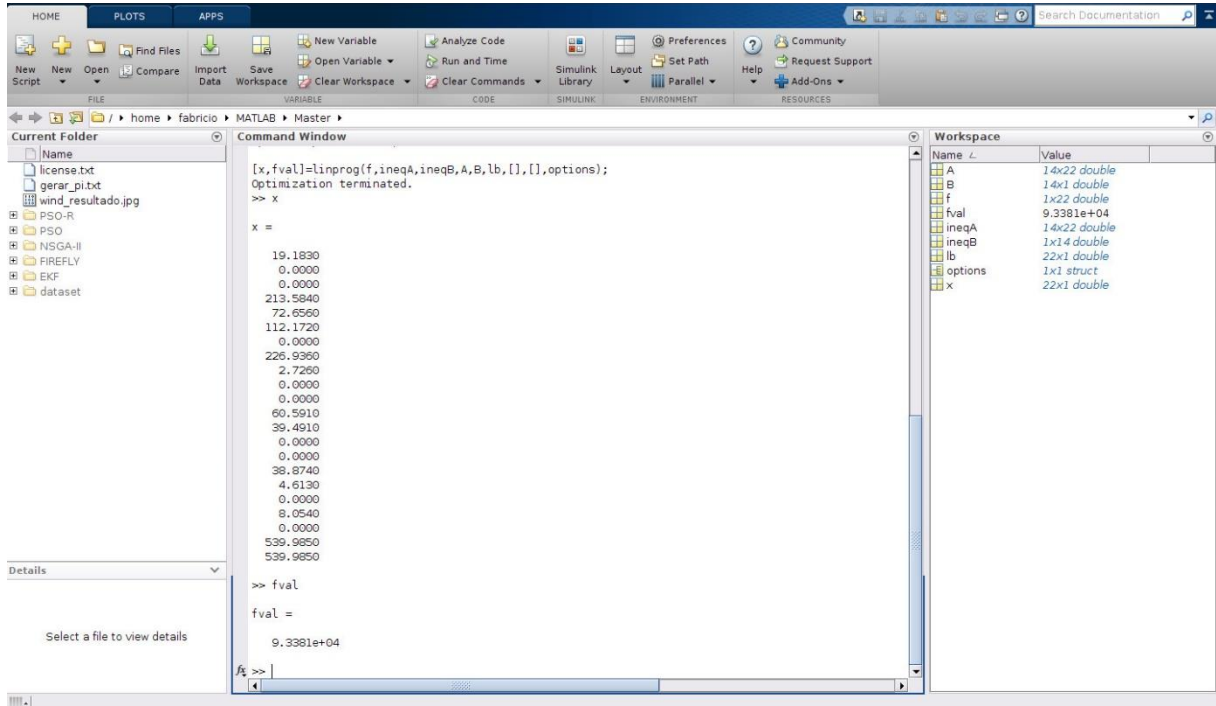 HOME PLOTS APPS Search Documentation
New Script New Open Find Files Compare Import Data Save Workspace New Variable Open Variable Clear Workspace Analyze Code Run and Time Clear Commands Simulink Library Layout Preferences Set Path Parallel Help Community Request Support Add-Ons
FILE VARIABLE CODE SIMULINK ENVIRONMENT RESOURCES
/ home fabricio MATLAB Master
Current Folder
Name
license.txt
gerar_pi.txt
wind_resultado.jpg
PSO-R
PSO
NSGA-II
FIREFLY
EKF
dataset
Details
Select a file to view details
Command Window
[x,fval]=linprog(f,ineqA,ineqB,A,B,lb,[],[],options);
Optimization terminated.
>> x
x =
19.1830
0.0000
0.0000
213.5840
72.6560
112.1720
0.0000
226.9360
2.7260
0.0000
0.0000
60.5910
39.4910
0.0000
0.0000
38.8740
4.6130
0.0000
8.0540
0.0000
539.9850
539.9850
>> fval
fval =
9.3381e+04
fx >>
Workspace
Name Value
A 14x22 double
B 14x1 double
f 1x22 double
fval 9.3381e+04
ineqA 14x22 double
ineqB 1x14 double
lb 22x1 double
options 1x1 struct
x 22x1 double